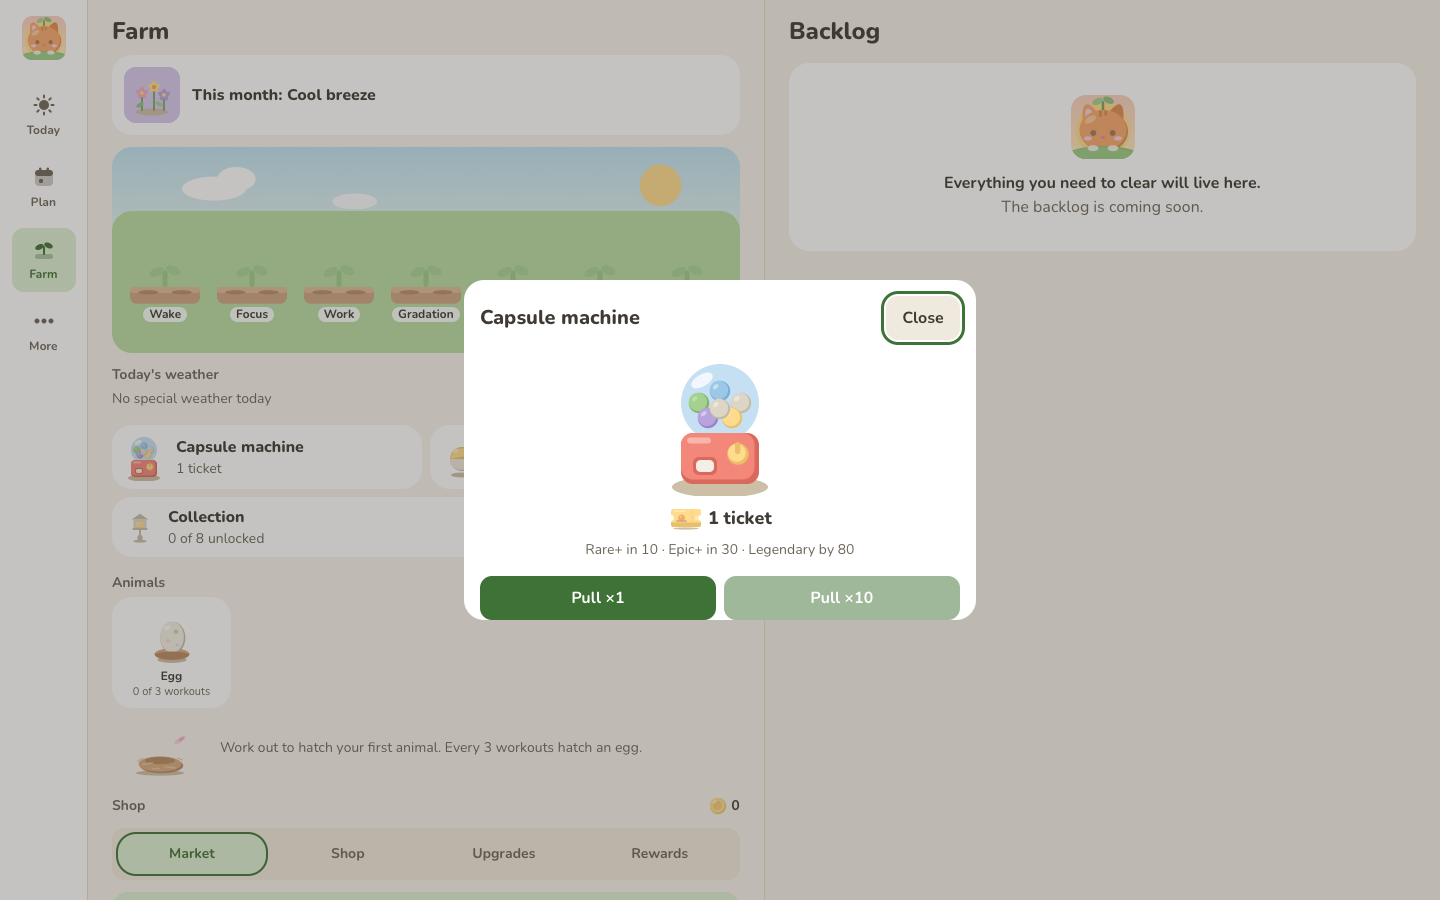 Today
Plan
Farm
More
Farm
This month: Cool breeze
Wake
Focus
Work
Gradation
Today's weather
No special weather today
Capsule machine
1 ticket
Collection
0 of 8 unlocked
Animals
Egg
0 of 3 workouts
Work out to hatch your first animal. Every 3 workouts hatch an egg.
Shop
0
Market
Shop
Upgrades
Rewards
Capsule machine
Close
1 ticket
Rare+ in 10 · Epic+ in 30 · Legendary by 80
Pull ×1
Pull ×10
Backlog
Everything you need to clear will live here.
The backlog is coming soon.